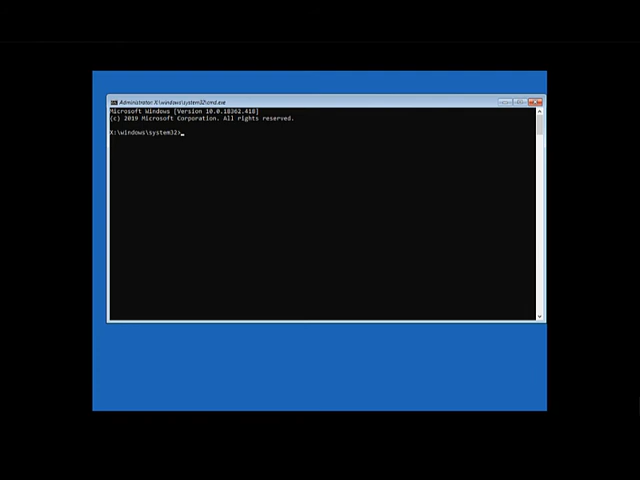 Administrator: X:\windows\system32\cmd.exe
Microsoft Windows [Version 10.0.18362.418]
(c) 2019 Microsoft Corporation. All rights reserved.
X:\windows\system32>